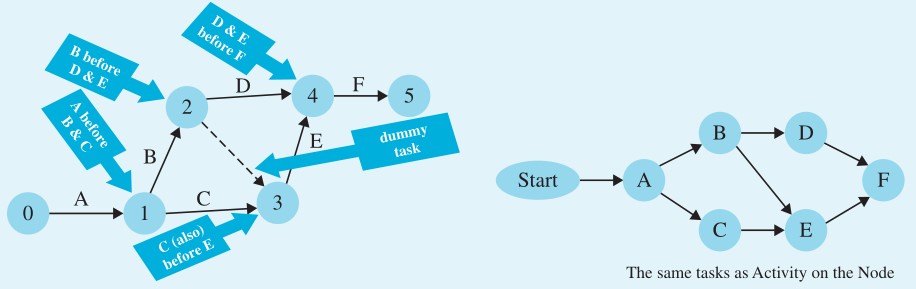 D & E
before F
B before
D & E
A before
B & C
0
A
1
B
C
2
D
4
F
5
E
3
dummy
task
C (also)
before E
Start
A
B
D
C
E
F
The same tasks as Activity on the Node